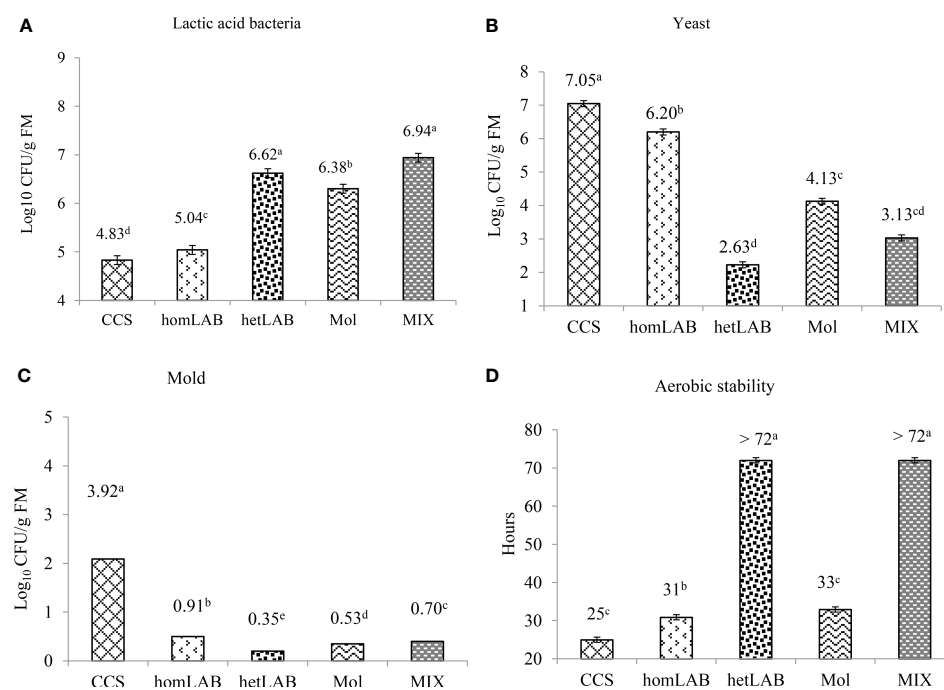 A
Lactic acid bacteria
Log10 CFU/g FM
9
8
7
6
5
4
4.83ᵈ
5.04ᶜ
6.62ᵃ
6.38ᵇ
6.94ᵃ
CCS homLAB hetLAB Mol MIX
B
Yeast
Log₁₀ CFU/g FM
8
7
6
5
4
3
2
1
7.05ᵃ
6.20ᵇ
2.63ᵈ
4.13ᶜ
3.13ᶜᵈ
CCS homLAB hetLAB Mol MIX
C
Mold
Log₁₀ CFU/g FM
5
4
3
2
1
0
3.92ᵃ
0.91ᵇ
0.35ᵉ
0.53ᵈ
0.70ᶜ
CCS homLAB hetLAB Mol MIX
D
Aerobic stability
Hours
80
70
60
50
40
30
20
25ᶜ
31ᵇ
> 72ᵃ
33ᶜ
> 72ᵃ
CCS homLAB hetLAB Mol MIX